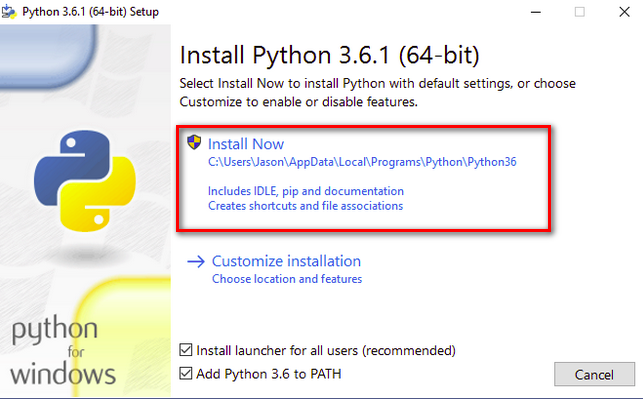 Python 3.6.1 (64-bit) Setup
Install Python 3.6.1 (64-bit)
Select Install Now to install Python with default settings, or choose
Customize to enable or disable features.
Install Now
C:\Users\Jason\AppData\Local\Programs\Python\Python36
Includes IDLE, pip and documentation
Creates shortcuts and file associations
Customize installation
Choose location and features
python
for
windows
Install launcher for all users (recommended)
Add Python 3.6 to PATH
Cancel